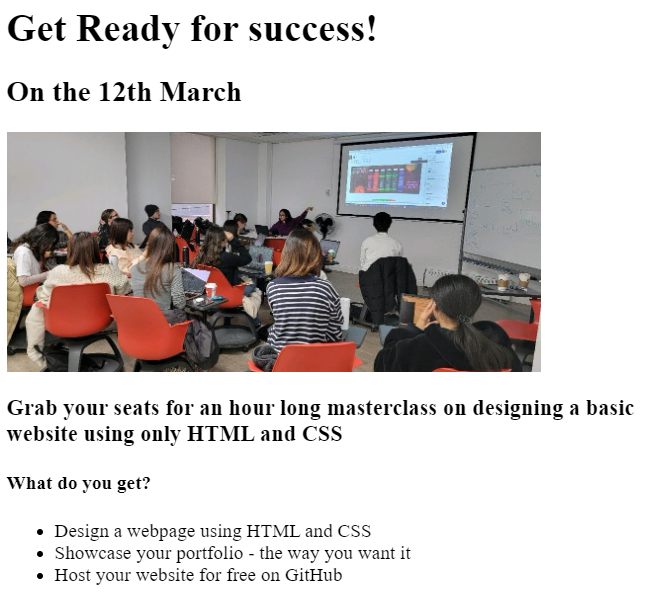 Get Ready for success!
On the 12th March
Grab your seats for an hour long masterclass on designing a basic
website using only HTML and CSS
What do you get?
Design a webpage using HTML and CSS
Showcase your portfolio - the way you want it
Host your website for free on GitHub